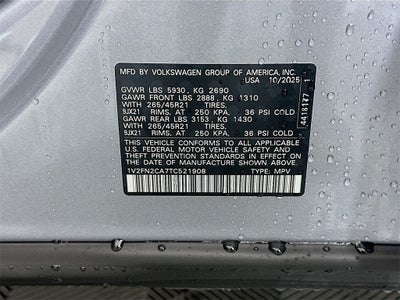 MFD BY VOLKSWAGEN GROUP OF AMERICA, INC.
USA 10/2025
GVWR LBS 5930, KG 2690
GAWR FRONT LBS 2888, KG 1310
WITH 265/45R21 TIRES,
9JX21 RIMS, AT 250 KPA, 36 PSI COLD
GAWR REAR LBS 3153, KG 1430
WITH 265/45R21 TIRES,
9JX21 RIMS, AT 250 KPA, 36 PSI COLD
THIS VEHICLE CONFORMS TO ALL APPLICABLE
U.S. FEDERAL MOTOR VEHICLE SAFETY AND
THEFT PREVENTION STANDARDS IN EFFECT
ON THE DATE OF MANUFACTURE SHOWN ABOVE.
1V2FN2CA7TC521908 TYPE: MPV
4418177 1